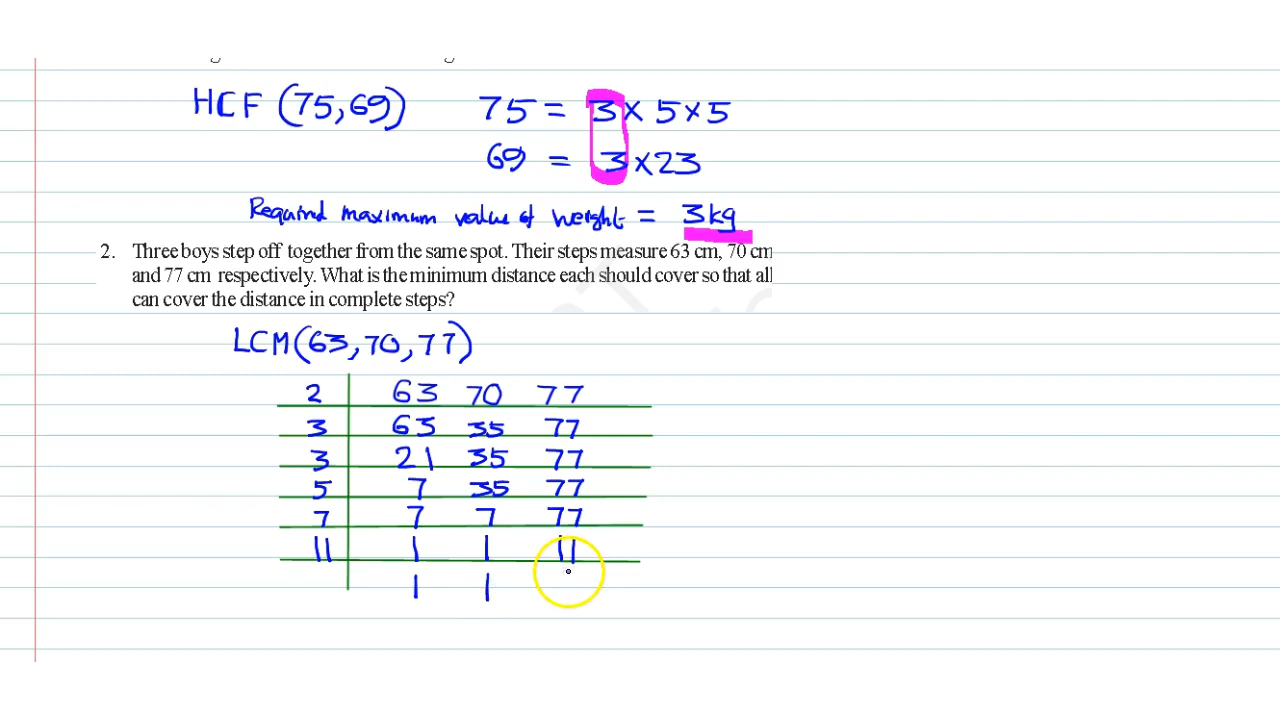 HCF (75,69) 75 = 3 × 5 × 5
69 = 3 × 23
Required maximum value of weight = 3kg
2. Three boys step off together from the same spot. Their steps measure 63 cm, 70 cm
and 77 cm respectively. What is the minimum distance each should cover so that all
can cover the distance in complete steps?
LCM(63,70,77)
2 63 70 77
3 63 35 77
3 21 35 77
5 7 35 77
7 7 7 77
11 1 1 11
1 1